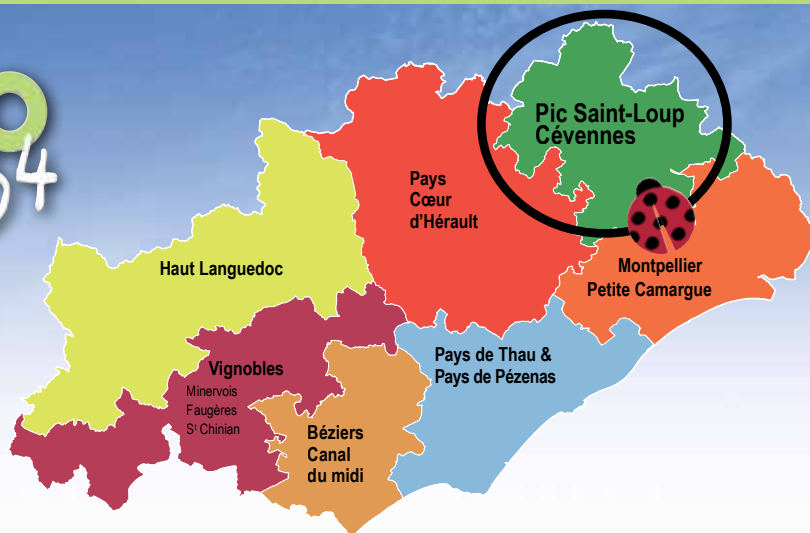 Pic Saint-Loup
Cévennes
Pays
Cœur
d'Hérault
Haut Languedoc
Montpellier
Petite Camargue
Pays de Thau &
Pays de Pézenas
Vignobles
Minervois
Faugères
St Chinian
Béziers
Canal
du midi